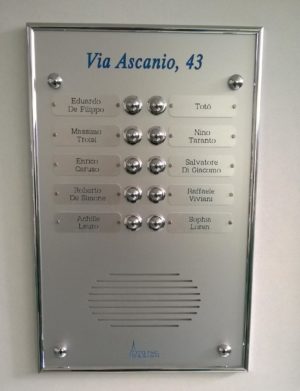 Via Ascanio, 43
Eduardo
De Filippo
Totò
Massimo
Troisi
Nino
Taranto
Enrico
Caruso
Salvatore
Di Giacomo
Roberto
De Simone
Raffaele
Viviani
Achille
Lauro
Sophia
Loren